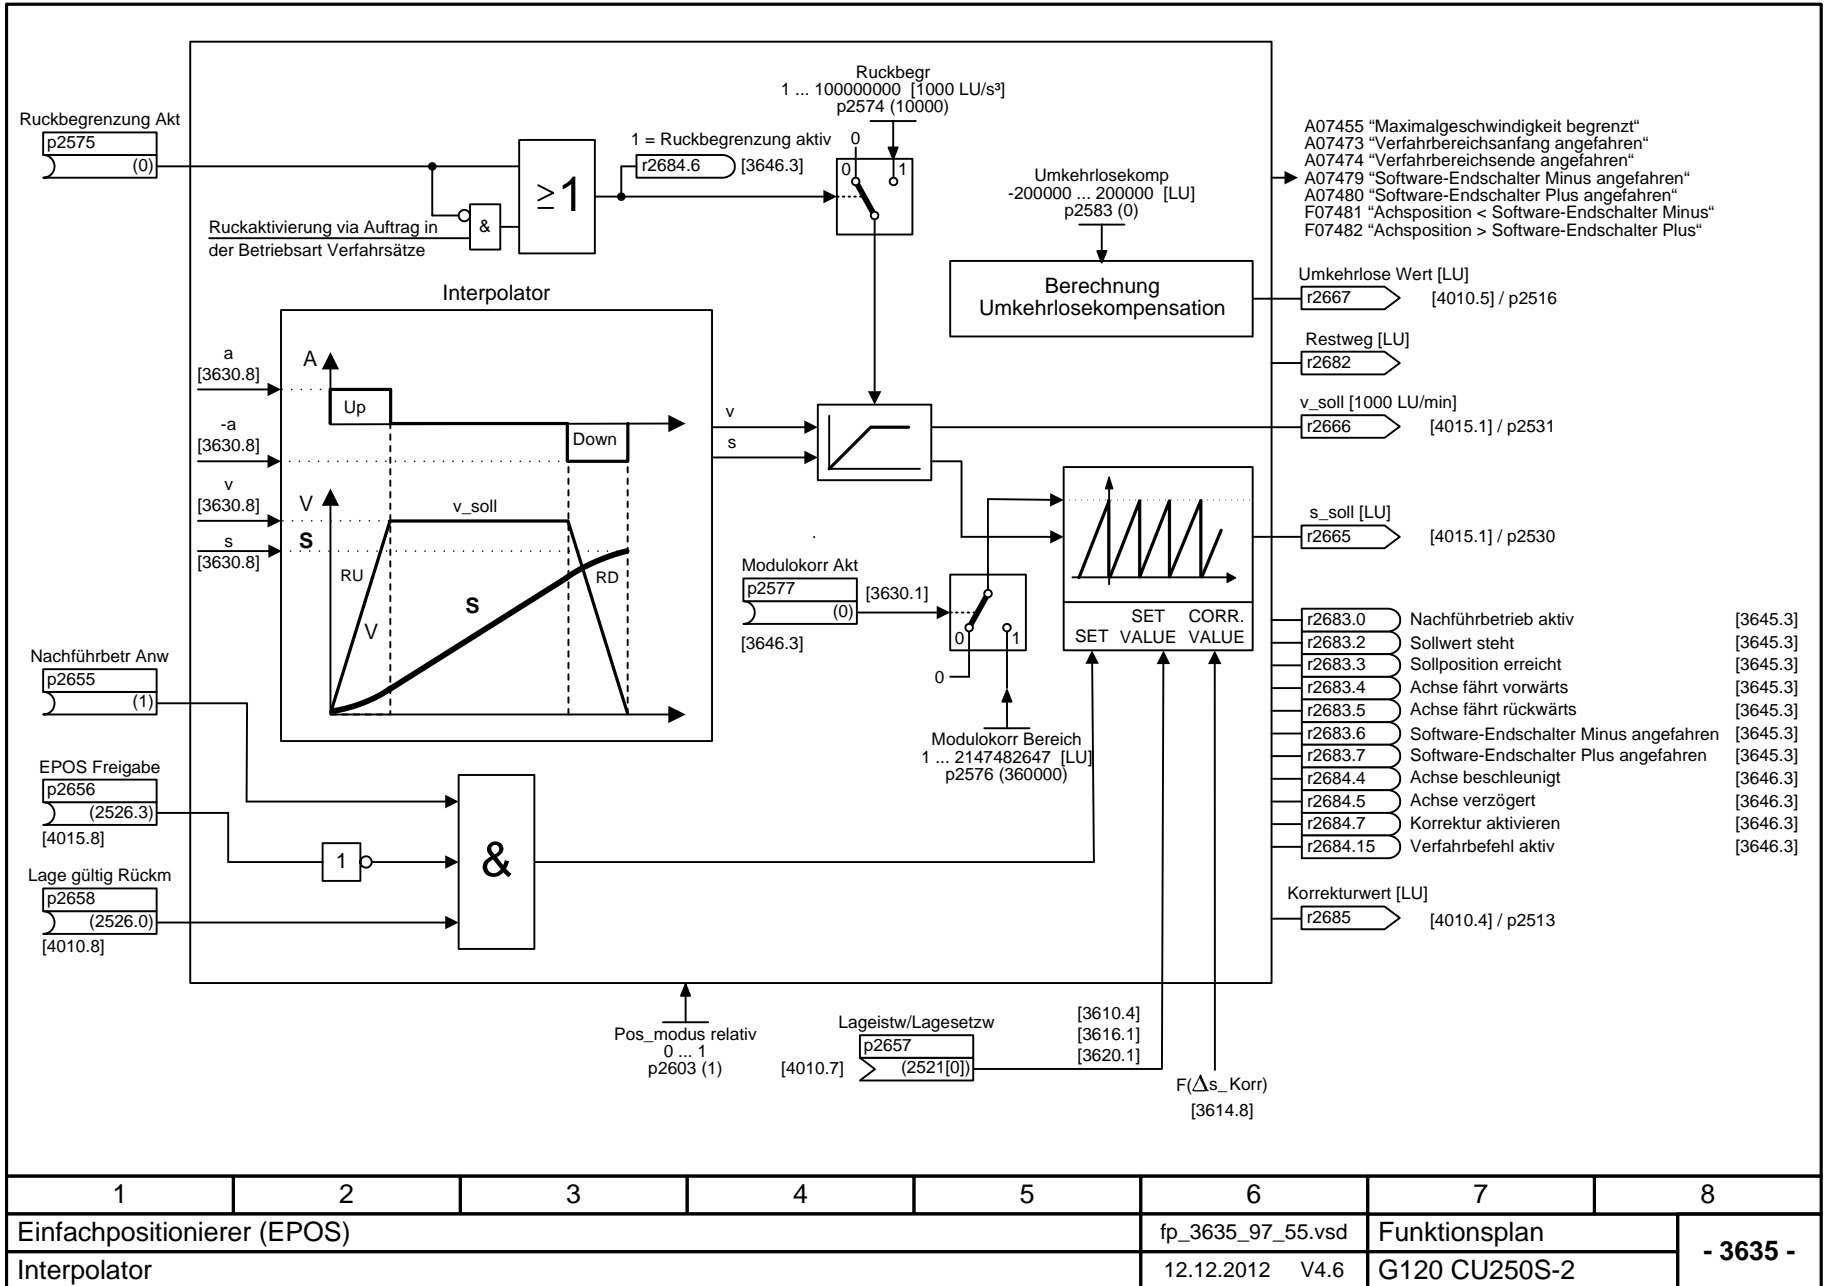 Ruckbegr
1 ... 100000000 [1000 LU/s³]
p2574 (10000)
Ruckbegrenzung Akt
p2575
(0)
1 = Ruckbegrenzung aktiv
r2684.6
[3646.3]
≥1
&
Ruckaktivierung via Auftrag in
der Betriebsart Verfahrsätze
0
0
1
Umkehrlosekomp
-200000 ... 200000 [LU]
p2583 (0)
Berechnung
Umkehrlosekompensation
A07455 “Maximalgeschwindigkeit begrenzt“
A07473 “Verfahrbereichsanfang angefahren“
A07474 “Verfahrbereichsende angefahren“
A07479 “Software-Endschalter Minus angefahren“
A07480 “Software-Endschalter Plus angefahren“
F07481 “Achsposition < Software-Endschalter Minus“
F07482 “Achsposition > Software-Endschalter Plus“
Umkehrlose Wert [LU]
r2667
[4010.5] / p2516
Restweg [LU]
r2682
v_soll [1000 LU/min]
r2666
[4015.1] / p2531
s_soll [LU]
r2665
[4015.1] / p2530
Interpolator
a
[3630.8]
-a
[3630.8]
v
[3630.8]
s
[3630.8]
A
Up
Down
V
S
v_soll
RU
V
S
RD
v
s
Modulokorr Akt
p2577
(0)
[3630.1]
[3646.3]
0
1
0
Modulokorr Bereich
1 ... 2147482647 [LU]
p2576 (360000)
SET
SET
VALUE
CORR.
VALUE
Nachführbetr Anw
p2655
(1)
EPOS Freigabe
p2656
(2526.3)
[4015.8]
1
&
Lage gültig Rückm
p2658
(2526.0)
[4010.8]
r2683.0 Nachführbetrieb aktiv [3645.3]
r2683.2 Sollwert steht [3645.3]
r2683.3 Sollposition erreicht [3645.3]
r2683.4 Achse fährt vorwärts [3645.3]
r2683.5 Achse fährt rückwärts [3645.3]
r2683.6 Software-Endschalter Minus angefahren [3645.3]
r2683.7 Software-Endschalter Plus angefahren [3645.3]
r2684.4 Achse beschleunigt [3646.3]
r2684.5 Achse verzögert [3646.3]
r2684.7 Korrektur aktivieren [3646.3]
r2684.15 Verfahrbefehl aktiv [3646.3]
Korrekturwert [LU]
r2685
[4010.4] / p2513
Pos_modus relativ
0 ... 1
p2603 (1)
Lageistw/Lagesetzw
p2657
(2521[0])
[4010.7]
[3610.4]
[3616.1]
[3620.1]
F(Δs_Korr)
[3614.8]
1 2 3 4 5 6 7 8
Einfachpositionierer (EPOS)
fp_3635_97_55.vsd
Funktionsplan
- 3635 -
Interpolator
12.12.2012 V4.6
G120 CU250S-2